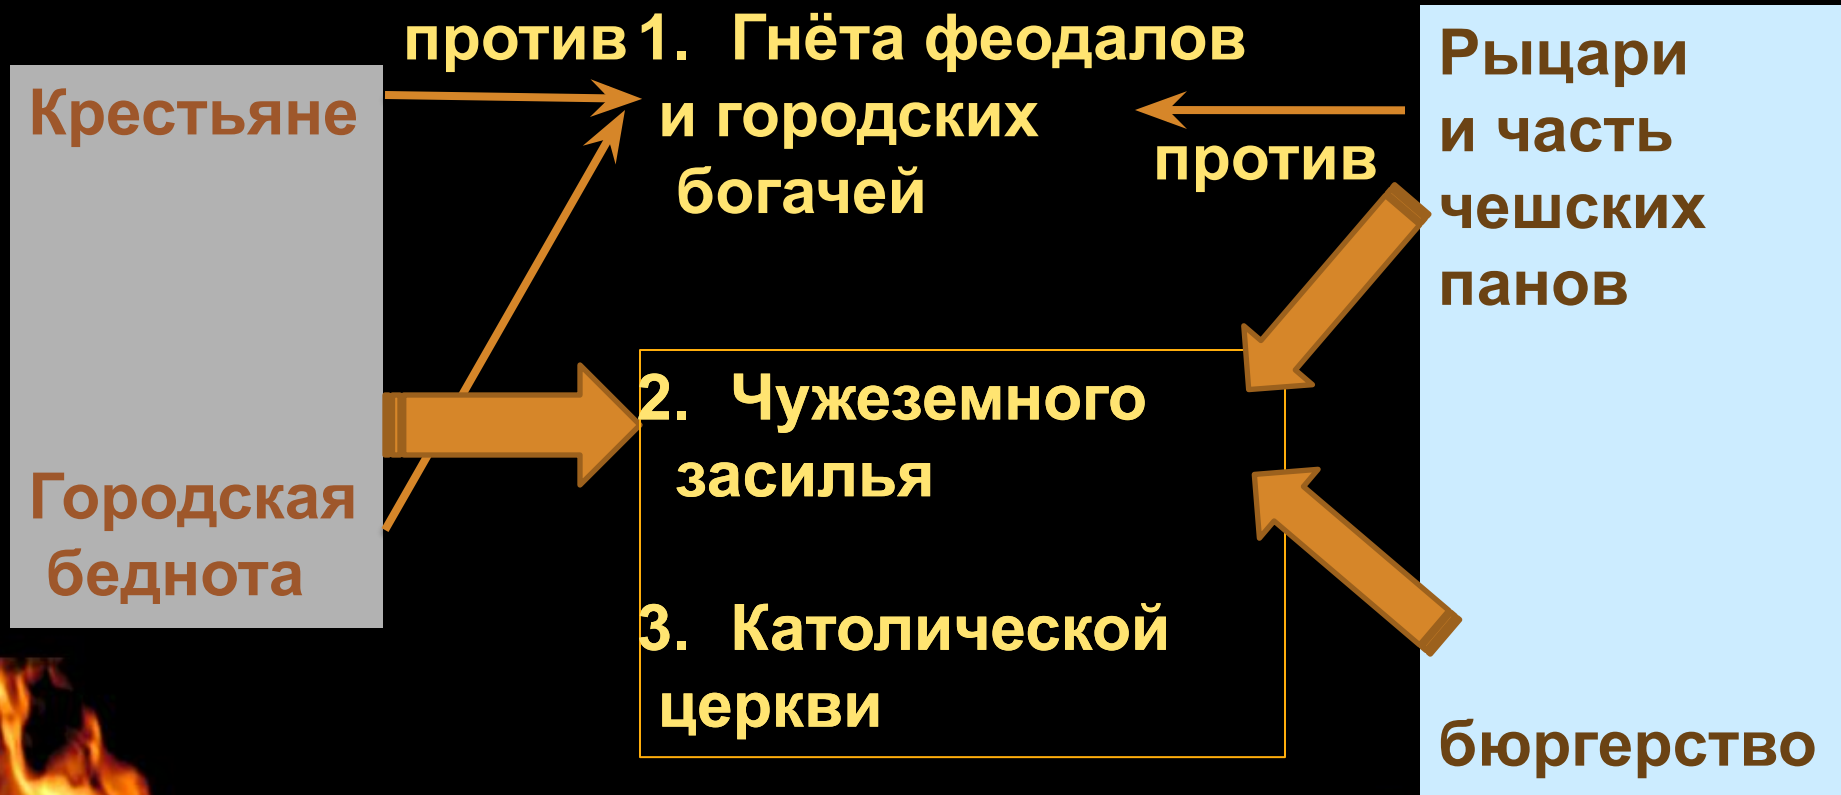 против
1. Гнёта феодалов
и городских
богачей
Крестьяне
Городская
беднота
против
2. Чужеземного
засилья
3. Католической
церкви
Рыцари
и часть
чешских
панов
бюргерство